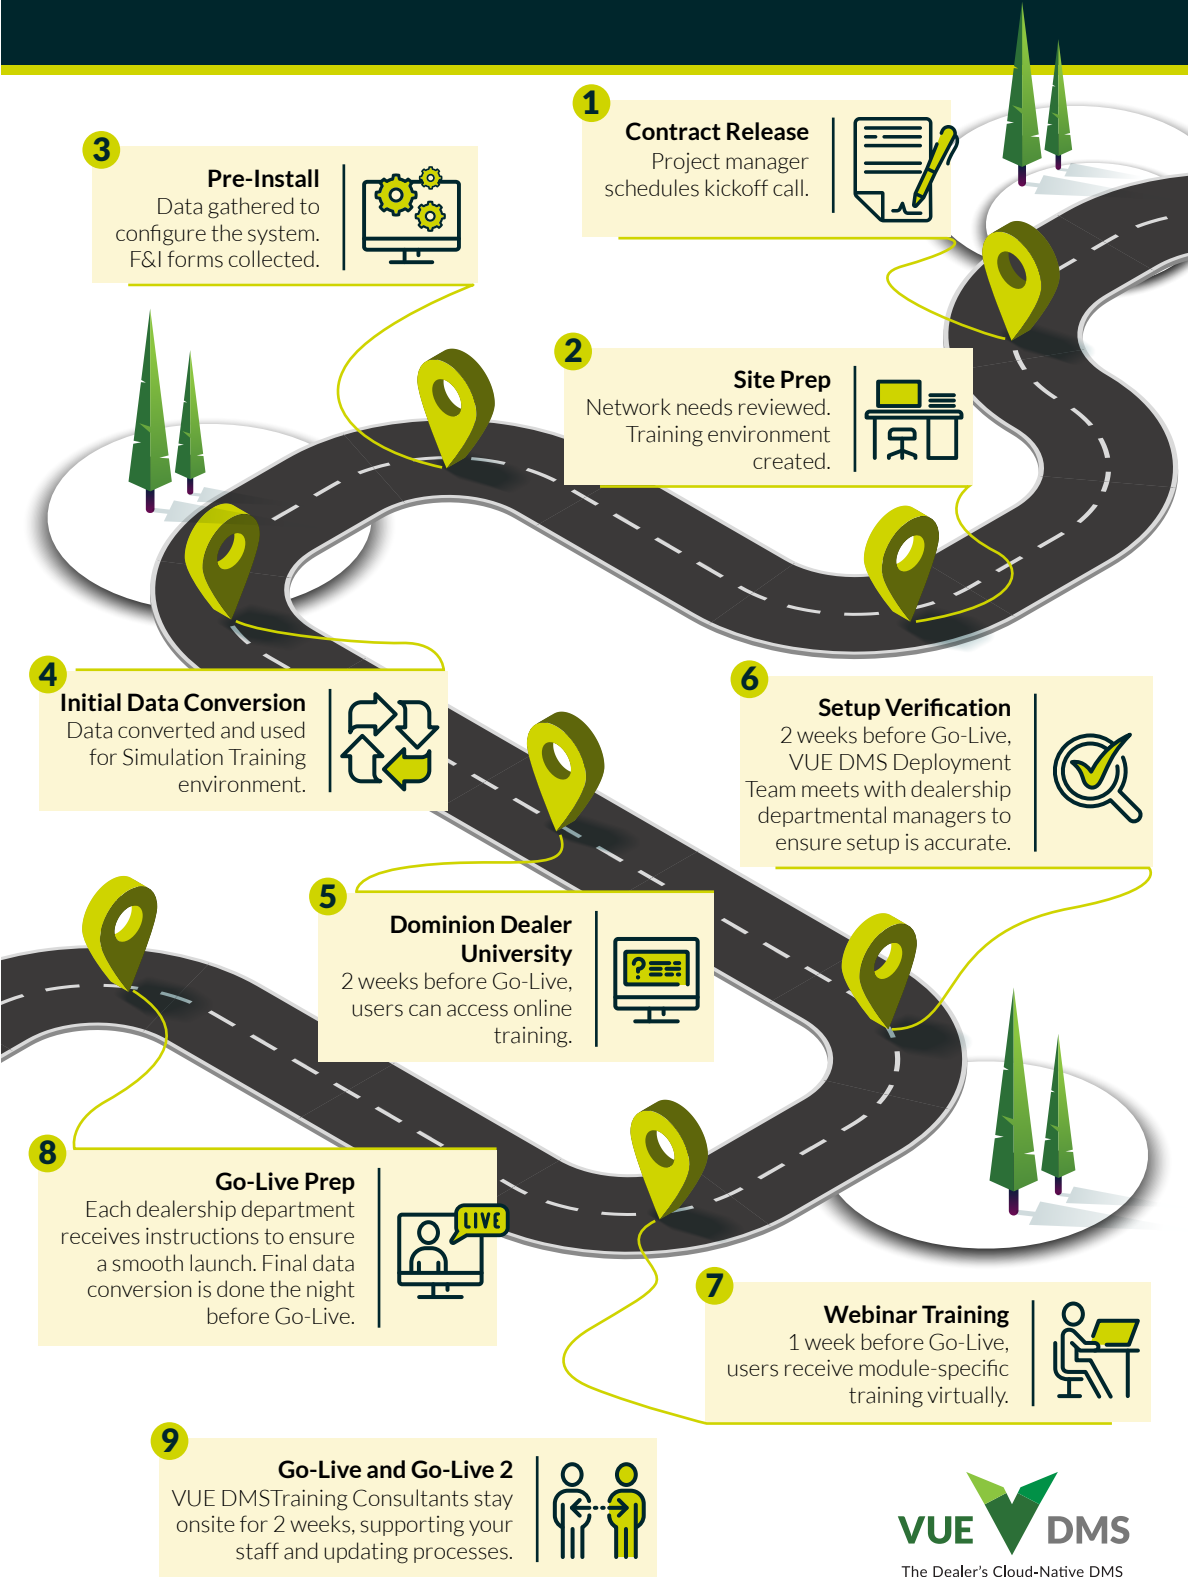 1
Contract Release
Project manager
schedules kickoff call.
2
Site Prep
Network needs reviewed.
Training environment
created.
3
Pre-Install
Data gathered to
configure the system.
F&I forms collected.
4
Initial Data Conversion
Data converted and used
for Simulation Training
environment.
5
Dominion Dealer
University
2 weeks before Go-Live,
users can access online
training.
?
6
Setup Verification
2 weeks before Go-Live,
VUE DMS Deployment
Team meets with dealership
departmental managers to
ensure setup is accurate.
7
Webinar Training
1 week before Go-Live,
users receive module-specific
training virtually.
8
Go-Live Prep
Each dealership department
receives instructions to ensure
a smooth launch. Final data
conversion is done the night
before Go-Live.
LIVE
9
Go-Live and Go-Live 2
VUE DMSTraining Consultants stay
onsite for 2 weeks, supporting your
staff and updating processes.
VUE DMS
The Dealer's Cloud-Native DMS